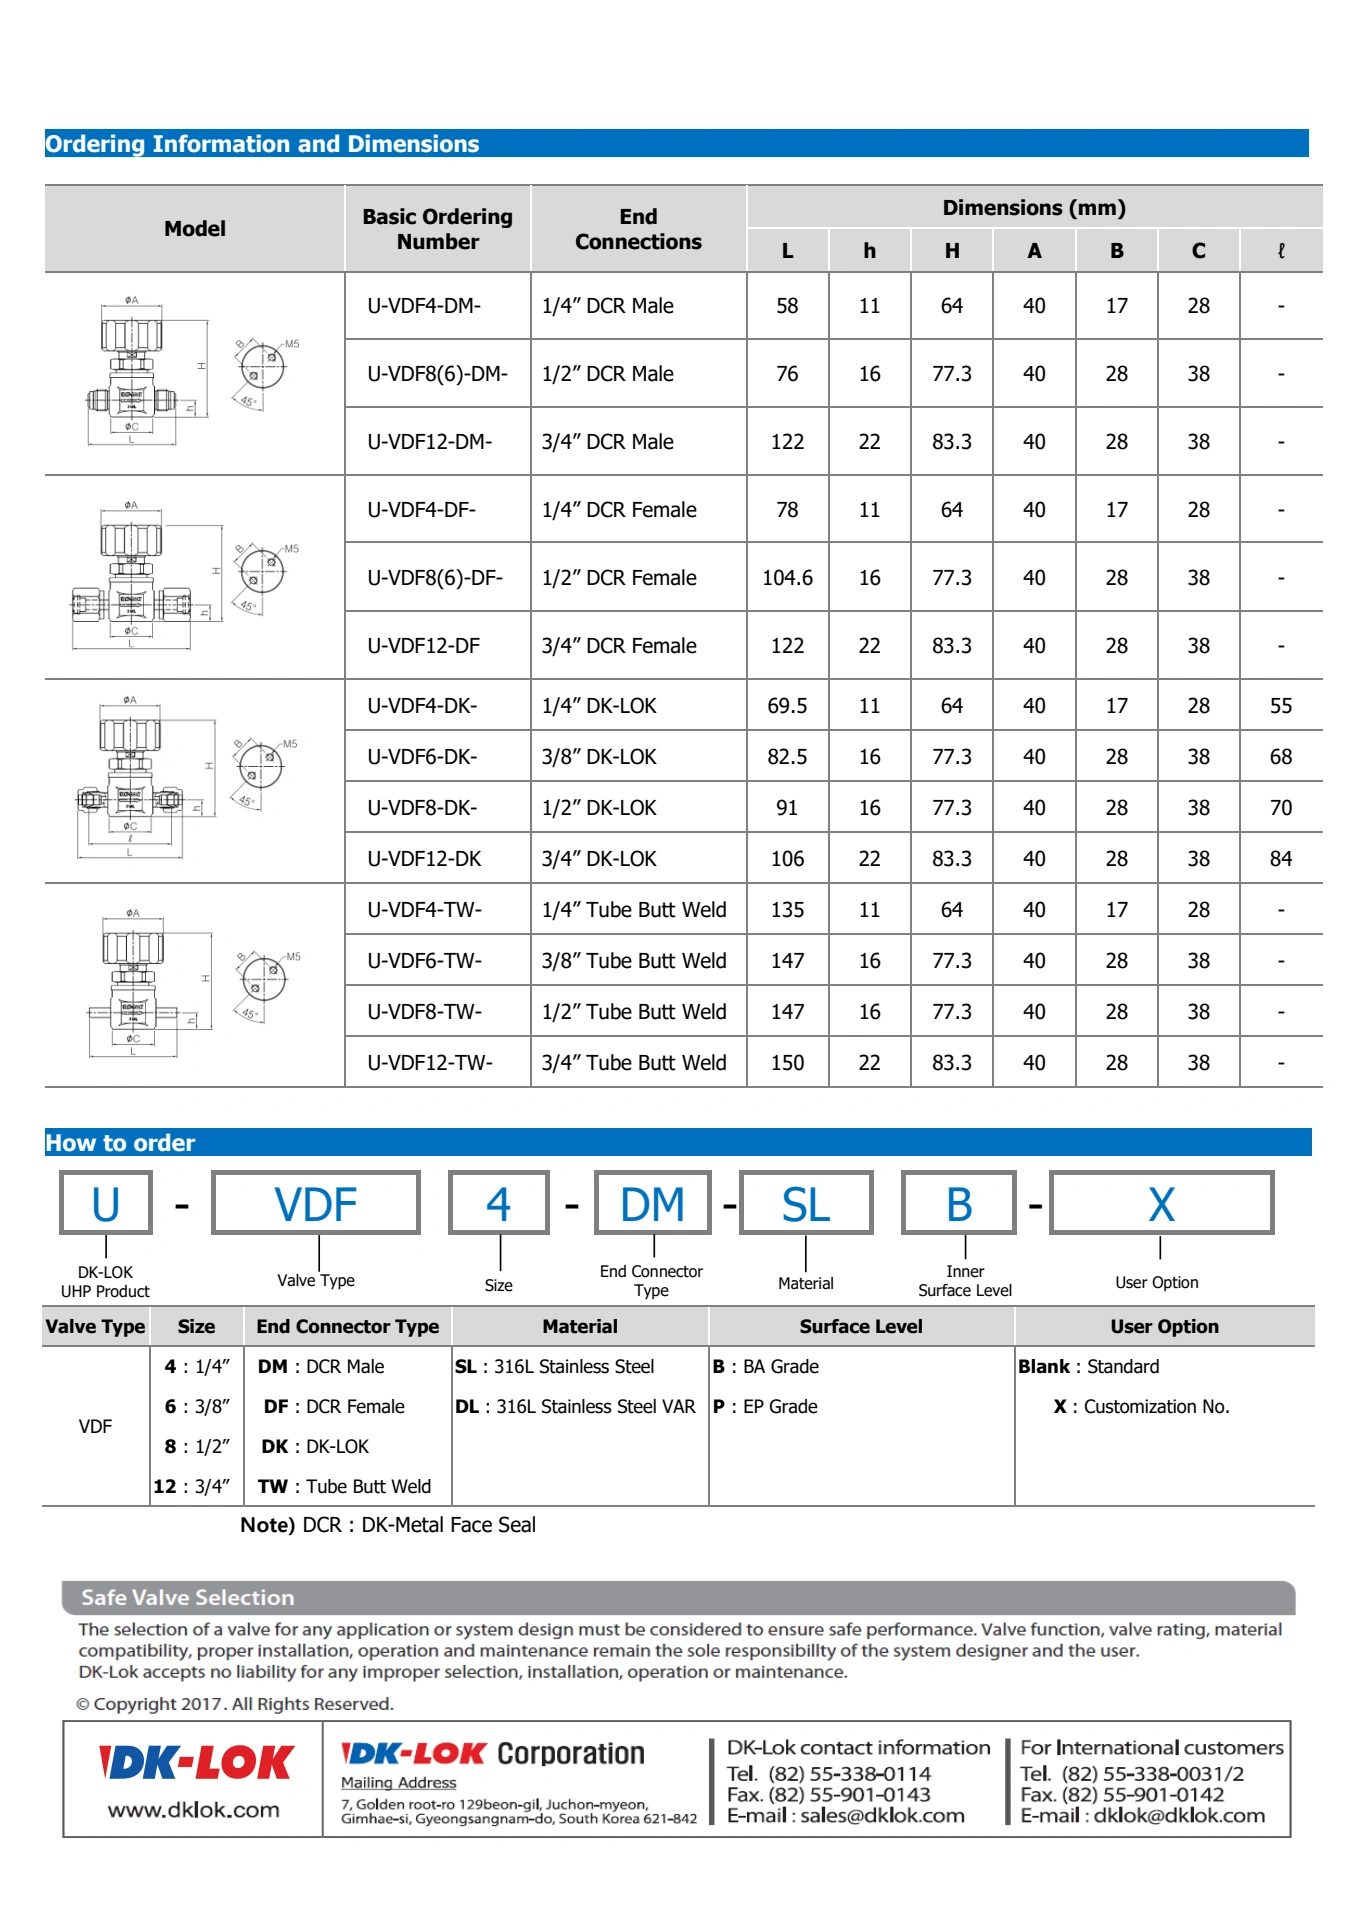 Ordering Information and Dimensions
Model Basic Ordering Number End Connections Dimensions (mm)
L h H A B C ℓ
U-VDF4-DM- 1/4” DCR Male 58 11 64 40 17 28 -
U-VDF8(6)-DM- 1/2” DCR Male 76 16 77.3 40 28 38 -
U-VDF12-DM- 3/4” DCR Male 122 22 83.3 40 28 38 -
ϕA
B M5
H
h
45°
ϕC
L
U-VDF4-DF- 1/4” DCR Female 78 11 64 40 17 28 -
U-VDF8(6)-DF- 1/2” DCR Female 104.6 16 77.3 40 28 38 -
U-VDF12-DF 3/4” DCR Female 122 22 83.3 40 28 38 -
ϕA
B M5
H
h
45°
ϕC
L
U-VDF4-DK- 1/4” DK-LOK 69.5 11 64 40 17 28 55
U-VDF6-DK- 3/8” DK-LOK 82.5 16 77.3 40 28 38 68
U-VDF8-DK- 1/2” DK-LOK 91 16 77.3 40 28 38 70
U-VDF12-DK 3/4” DK-LOK 106 22 83.3 40 28 38 84
ϕA
B M5
H
h
45°
ϕC
ℓ
L
U-VDF4-TW- 1/4” Tube Butt Weld 135 11 64 40 17 28 -
U-VDF6-TW- 3/8” Tube Butt Weld 147 16 77.3 40 28 38 -
U-VDF8-TW- 1/2” Tube Butt Weld 147 16 77.3 40 28 38 -
U-VDF12-TW- 3/4” Tube Butt Weld 150 22 83.3 40 28 38 -
ϕA
B M5
H
h
45°
ϕC
L
How to order
U - VDF 4 - DM - SL B - X
DK-LOK UHP Product
Valve Type
Size
End Connector Type
Material
Inner Surface Level
User Option
Valve Type Size End Connector Type Material Surface Level User Option
VDF
4 : 1/4” DM : DCR Male SL : 316L Stainless Steel B : BA Grade Blank : Standard
6 : 3/8” DF : DCR Female DL : 316L Stainless Steel VAR P : EP Grade X : Customization No.
8 : 1/2” DK : DK-LOK
12 : 3/4” TW : Tube Butt Weld
Note) DCR : DK-Metal Face Seal
Safe Valve Selection
The selection of a valve for any application or system design must be considered to ensure safe performance. Valve function, valve rating, material
compatibility, proper installation, operation and maintenance remain the sole responsibillty of the system designer and the user.
DK-Lok accepts no liability for any improper selection, installation, operation or maintenance.
© Copyright 2017. All Rights Reserved.
DK-LOK
www.dklok.com
DK-LOK Corporation
Mailing Address
7, Golden root-ro 129beon-gil, Juchon-myeon,
Gimhae-si, Gyeongsangnam-do, South Korea 621-842
DK-Lok contact information
Tel. (82) 55-338-0114
Fax. (82) 55-901-0143
E-mail : sales@dklok.com
For International customers
Tel. (82) 55-338-0031/2
Fax. (82) 55-901-0142
E-mail : dklok@dklok.com